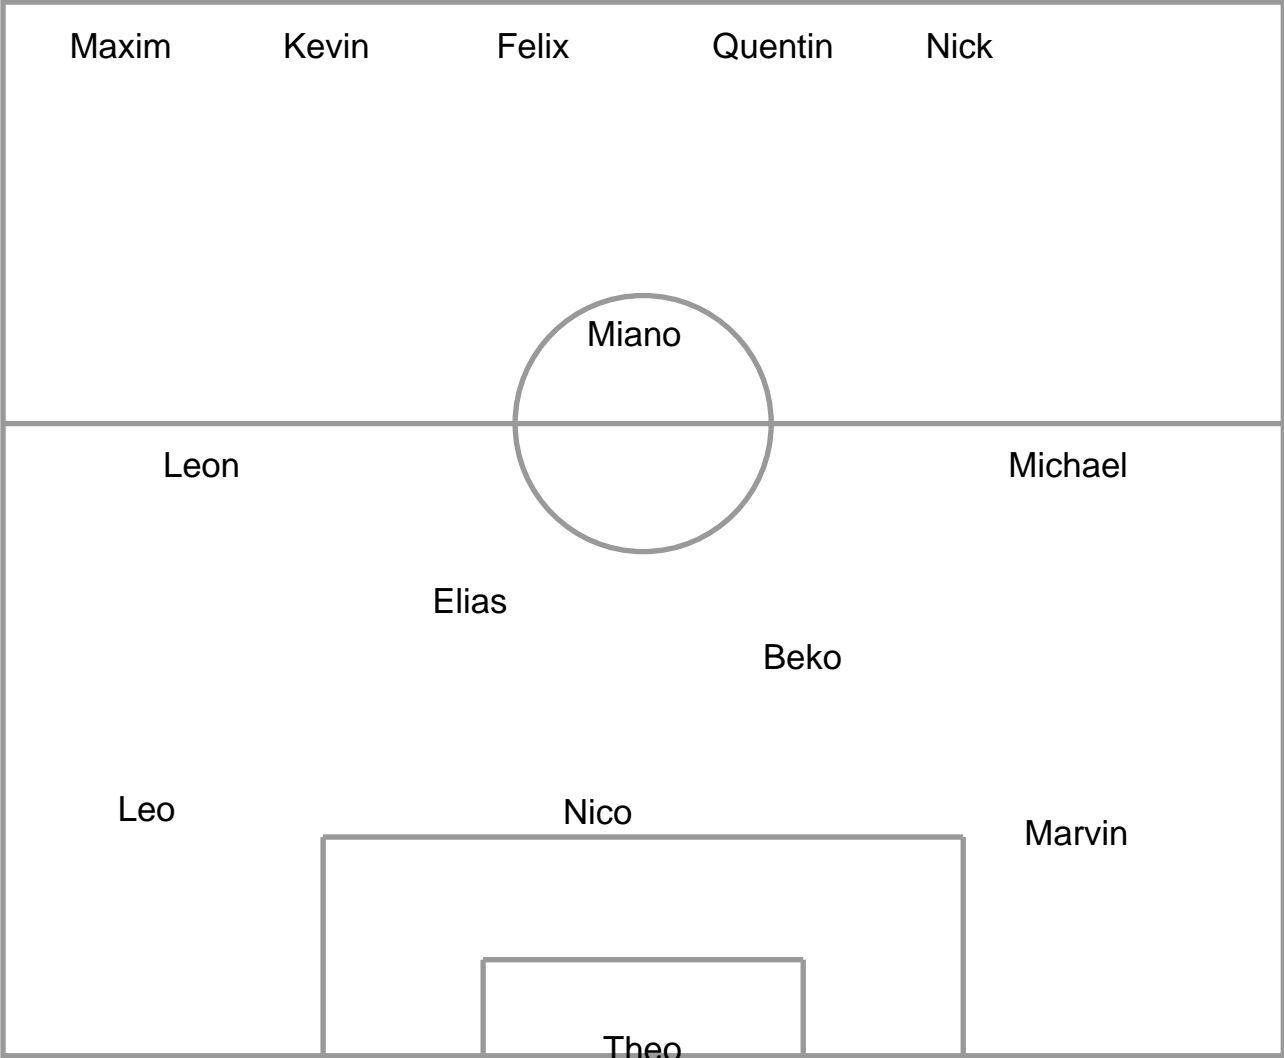 Maxim Kevin Felix Quentin Nick
Miano
Leon Michael
Elias
Beko
Leo Nico
Marvin
Theo